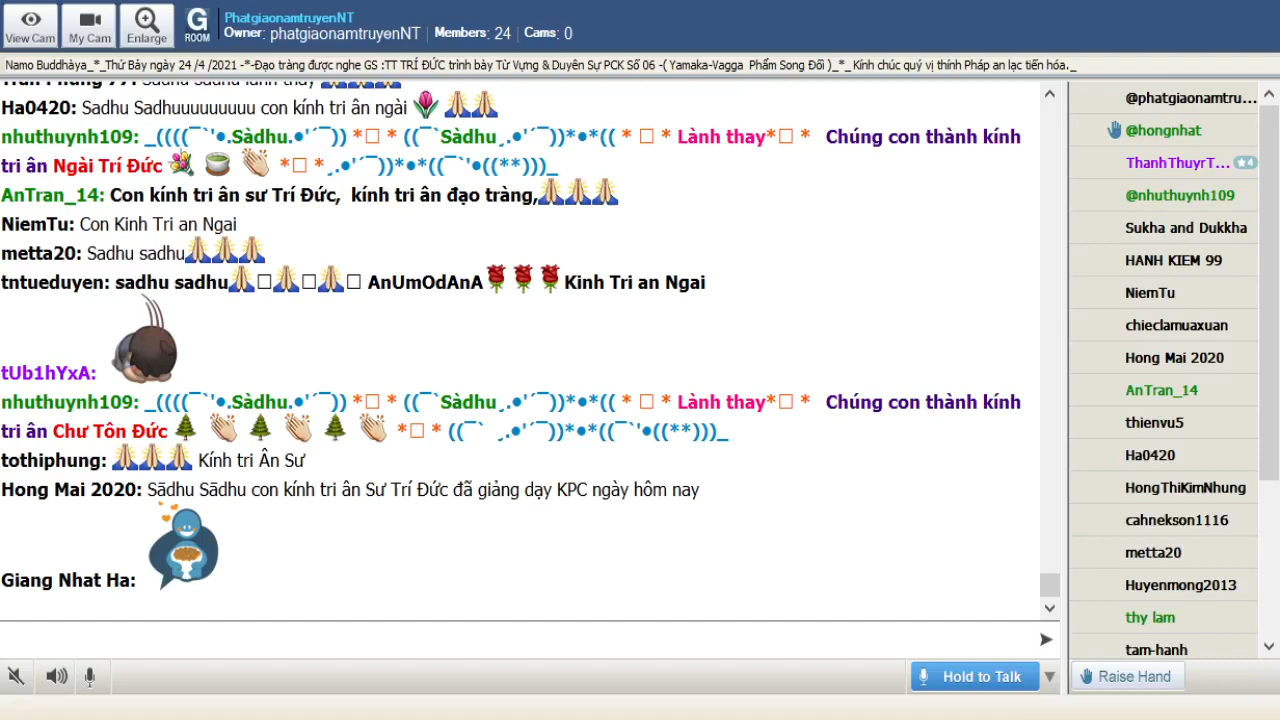 PhatgiaonamtruyenNT
Owner: phatgiaonamtruyenNT | Members: 24 | Cams: 0
View Cam
My Cam
Enlarge
G
ROOM
Namo Buddhàya_*_Thứ Bảy ngày 24 /4 /2021 -*-Đạo tràng được nghe GS :TT TRÍ ĐỨC trình bày Từ Vựng & Duyên Sự PCK Số 06 -( Yamaka-Vagga Phẩm Song Đối )_*_ Kính chúc quý vị thính Pháp an lạc tiến hóa._
Ha0420: Sadhu Sadhuuuuuuuuu con kính tri ân ngài 🌷 🙏🙏
nhuthuynh109: _((((¯`'•.Sàdhu.•'´¯)) *□ * ((¯`Sàdhu¸.•'´¯))*•*(( * □ * Lành thay*□ * Chúng con thành kính
tri ân Ngài Trí Đức 💐 🍵 👏 *□ *¸.•'´¯))*•*((¯`'•((**)))_
AnTran_14: Con kính tri ân sư Trí Đức, kính tri ân đạo tràng,🙏🙏🙏
NiemTu: Con Kinh Tri an Ngai
metta20: Sadhu sadhu🙏🙏🙏
tntueduyen: sadhu sadhu🙏□🙏□🙏□ AnUmOdAnA🌹🌹🌹Kinh Tri an Ngai
tUb1hYxA:
nhuthuynh109: _((((¯`'•.Sàdhu.•'´¯)) *□ * ((¯`Sàdhu¸.•'´¯))*•*(( * □ * Lành thay*□ * Chúng con thành kính
tri ân Chư Tôn Đức 🌲 👏 🌲 👏 🌲 👏 *□ * ((¯` ¸.•'´¯))*•*((¯`'•((**)))_
tothiphung: 🙏🙏🙏 Kính tri Ân Sư
Hong Mai 2020: Sādhu Sādhu con kính tri ân Sư Trí Đức đã giảng dạy KPC ngày hôm nay
Giang Nhat Ha:
Hold to Talk
@phatgiaonamtru...
@hongnhat
ThanhThuyrT... 4
@nhuthuynh109
Sukha and Dukkha
HANH KIEM 99
NiemTu
chieclamuaxuan
Hong Mai 2020
AnTran_14
thienvu5
Ha0420
HongThiKimNhung
cahnekson1116
metta20
Huyenmong2013
thy lam
tam-hanh
Raise Hand